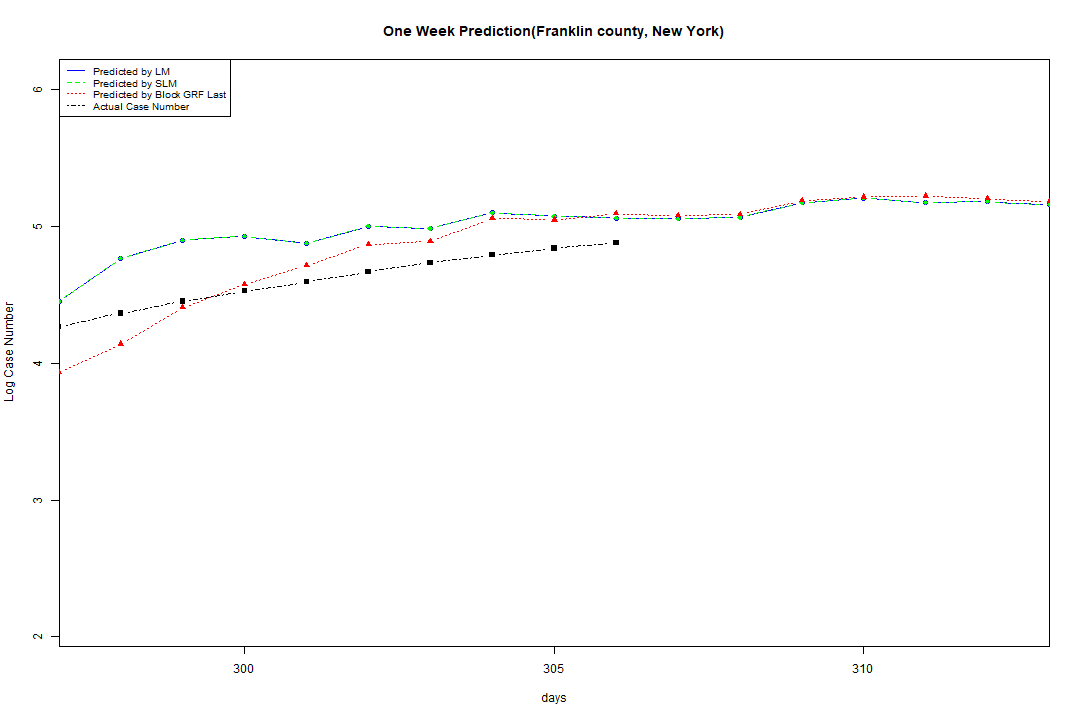 One Week Prediction(Franklin county, New York)
Predicted by LM
Predicted by SLM
Predicted by Block GRF Last
Actual Case Number
6
5
4
3
2
Log Case Number
300 305 310
days